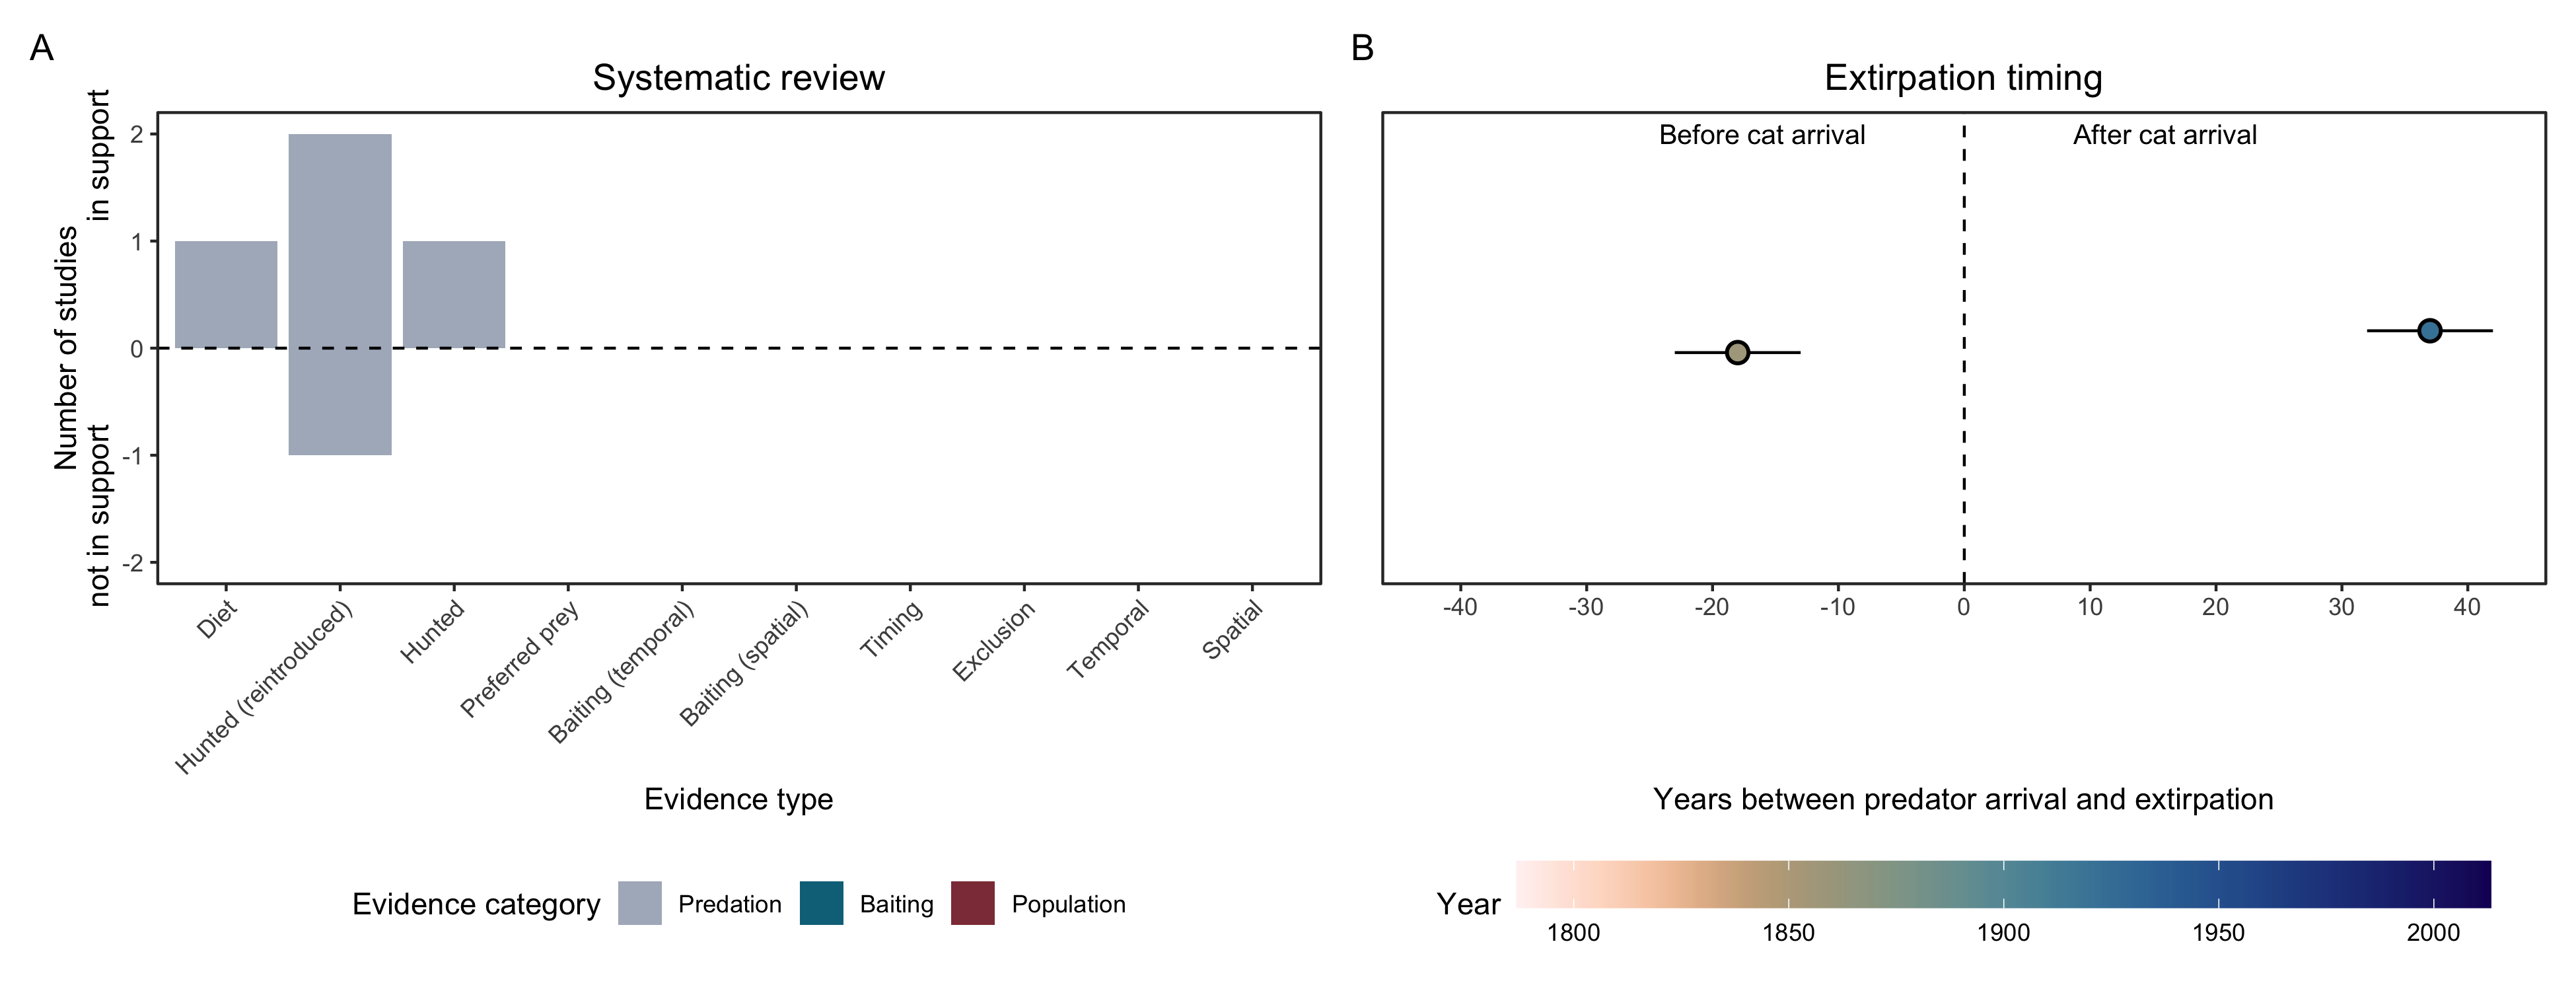 A
Systematic review
Number of studies
not in support
in support
2
1
0
-1
-2
Diet
Hunted (reintroduced)
Hunted
Preferred prey
Baiting (temporal)
Baiting (spatial)
Timing
Exclusion
Temporal
Spatial
Evidence type
Evidence category
Predation
Baiting
Population
B
Extirpation timing
Before cat arrival
After cat arrival
-40
-30
-20
-10
0
10
20
30
40
Years between predator arrival and extirpation
Year
1800
1850
1900
1950
2000